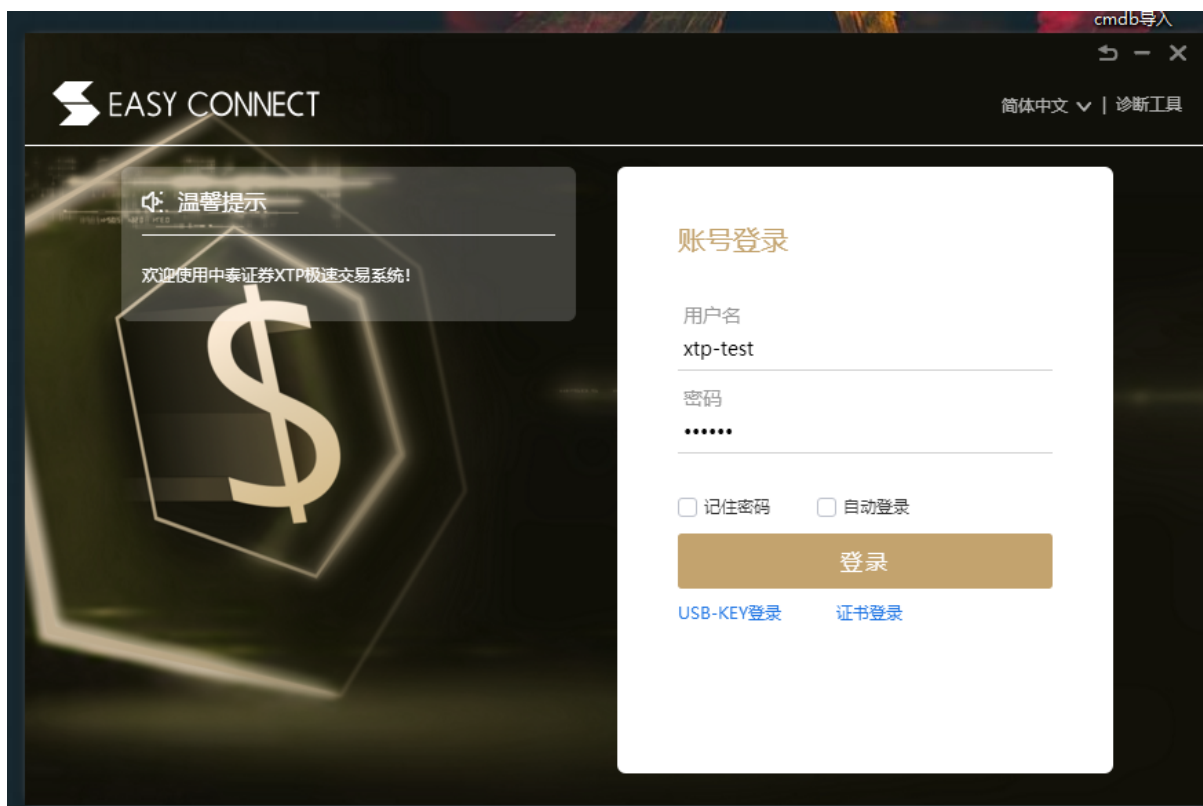 cmdb导入
EASY CONNECT
简体中文 | 诊断工具
温馨提示
欢迎使用中泰证券XTP极速交易系统!
账号登录
用户名
xtp-test
密码
••••••
记住密码 自动登录
登录
USB-KEY登录 证书登录